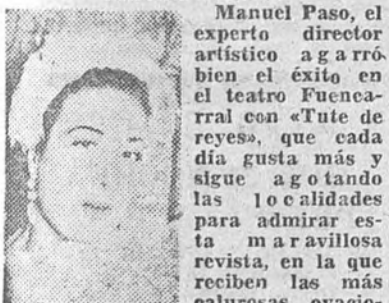 Manuel Paso, el
experto director
artístico agarró
bien el éxito en
el teatro Fuenca-
rral con «Tute de
reyes», que cada
día gusta más y
sigue agotando
las localidades
para admirar es-
ta maravillosa
revista, en la que
reciben las más
calurosas ovacio-